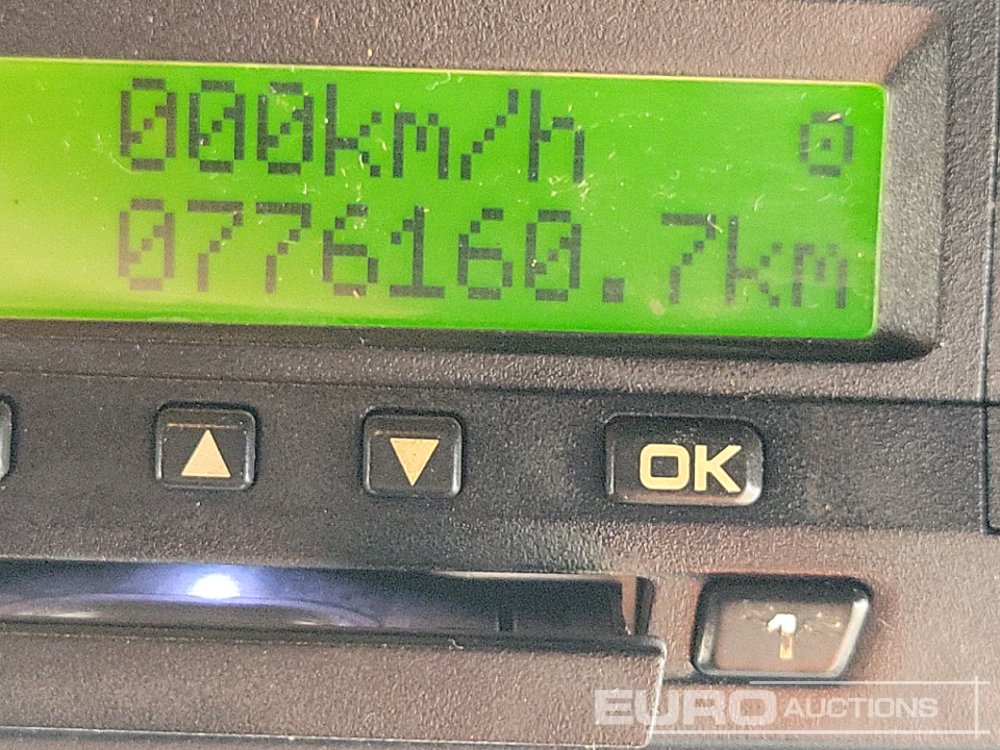 000km/h ⊙
0776160.7km
▲ ▼ OK
1
EURO AUCTIONS